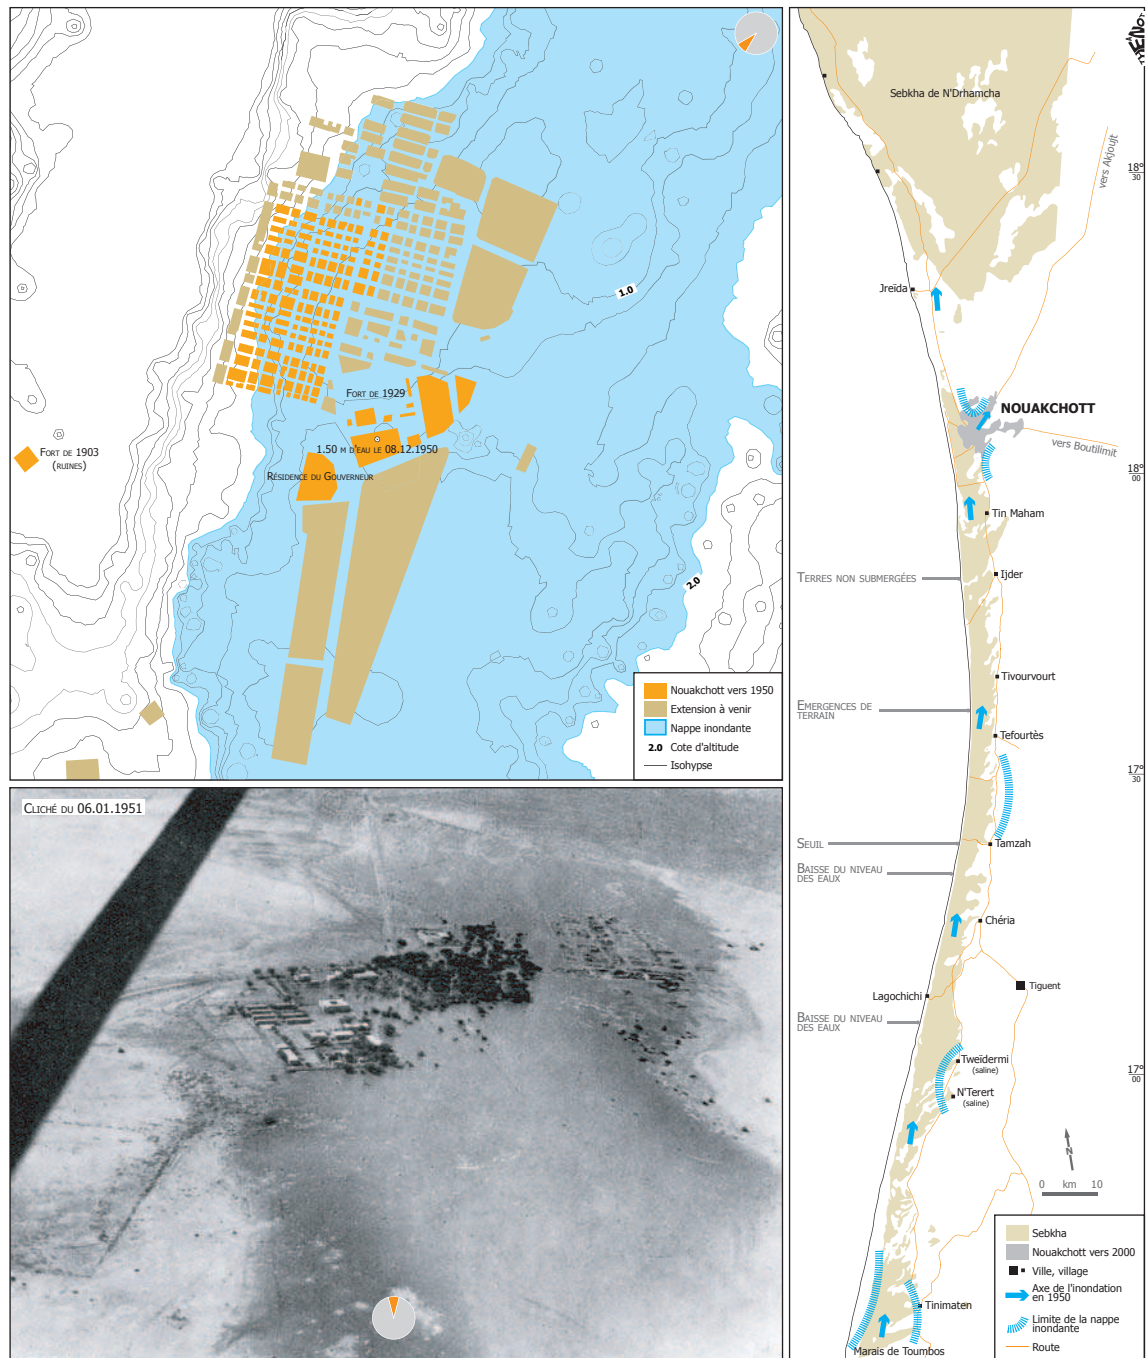 1.0
FORT DE 1929
1.50 M D'EAU LE 08.12.1950
FORT DE 1903
(RUINES)
RÉSIDENCE DU GOUVERNEUR
2.0
Nouakchott vers 1950
Extension à venir
Nappe inondante
2.0 Cote d'altitude
Isohypse
CLICHÉ DU 06.01.1951
Sebkha de N'Drhamcha
vers Akjoujt
18°
30
Jreïda
NOUAKCHOTT
vers Boutilimit
18°
00
Tin Maham
TERRES NON SUBMERGÉES
Ijder
Tivourvourt
EMERGENCES DE
TERRAIN
Tefourtès
17°
30
SEUIL
Tamzah
BAISSE DU NIVEAU
DES EAUX
Chéria
Tiguent
Lagochichi
BAISSE DU NIVEAU
DES EAUX
Tweïdermi
(saline)
17°
00
N'Terert
(saline)
N
0 km 10
Tinimaten
Marais de Toumbos
Sebkha
Nouakchott vers 2000
Ville, village
Axe de l'inondation
en 1950
Limite de la nappe
inondante
Route